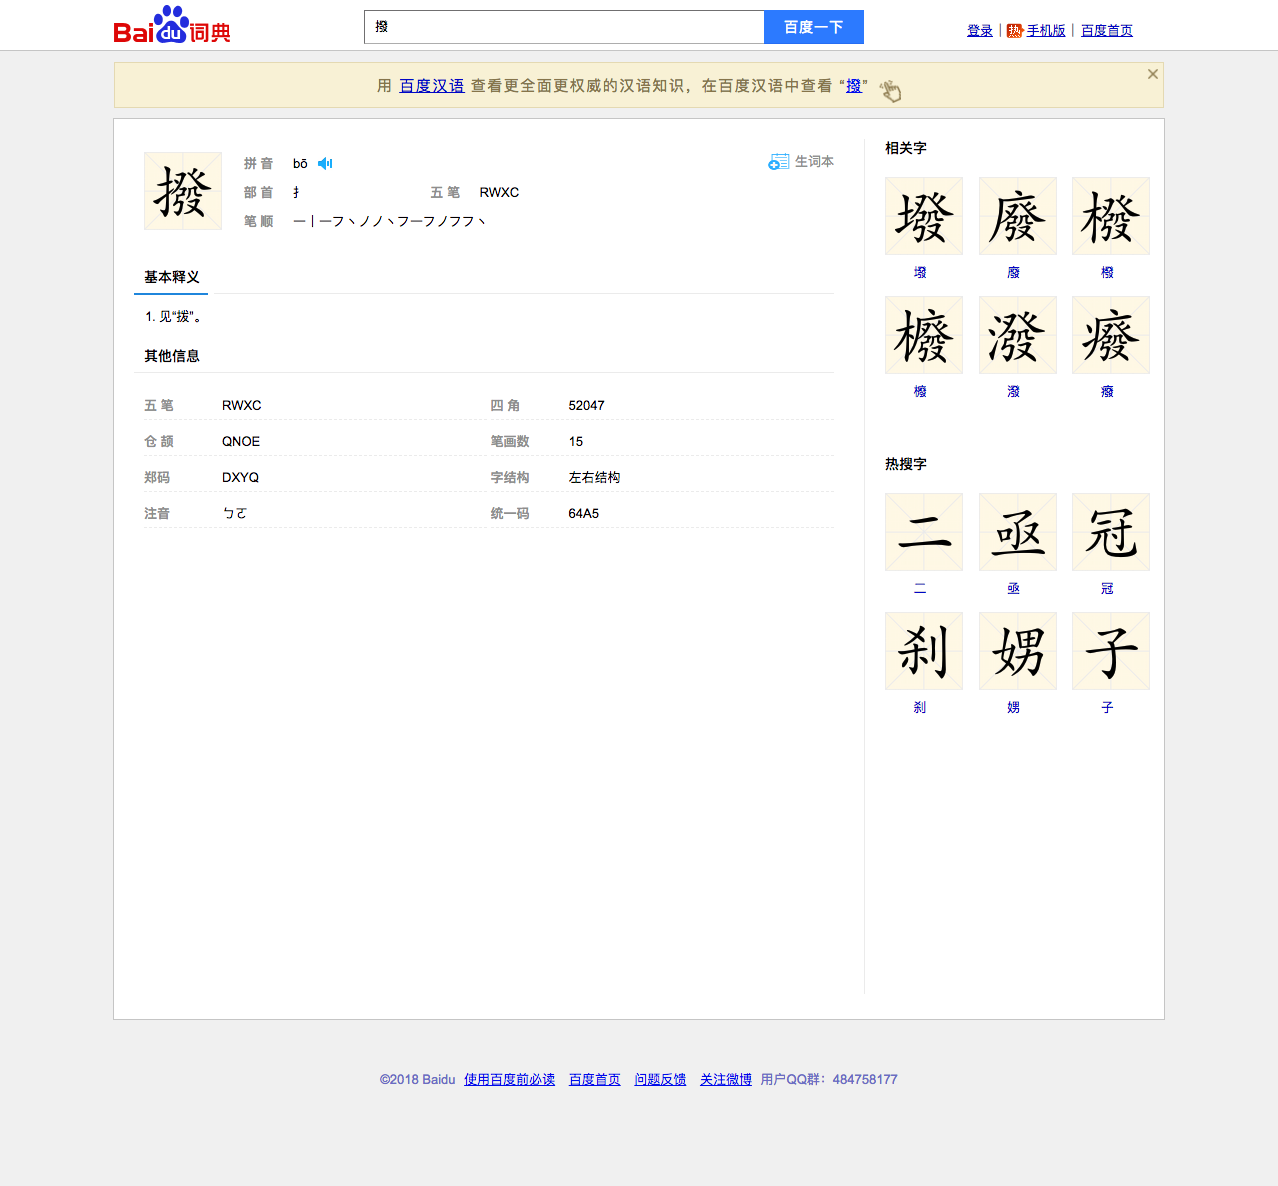 Baidu词典
撥
百度一下
登录 | 热 手机版 | 百度首页
用 百度汉语 查看更全面更权威的汉语知识，在百度汉语中查看 “撥”
撥
拼 音 bō
生词本
部 首 扌 五 笔 RWXC
笔 顺 一丨一フ丶ノノ丶フ一フノフフ丶
基本释义
1. 见“拨”。
其他信息
五 笔 RWXC 四 角 52047
仓 颉 QNOE 笔画数 15
郑码 DXYQ 字结构 左右结构
注音 ㄅㄛ 统一码 64A5
相关字
墢 廢 橃
墢 廢 橃
櫠 潑 癈
櫠 潑 癈
热搜字
二 亟 冠
二 亟 冠
刹 娚 子
刹 娚 子
©2018 Baidu 使用百度前必读 百度首页 问题反馈 关注微博 用户QQ群：484758177